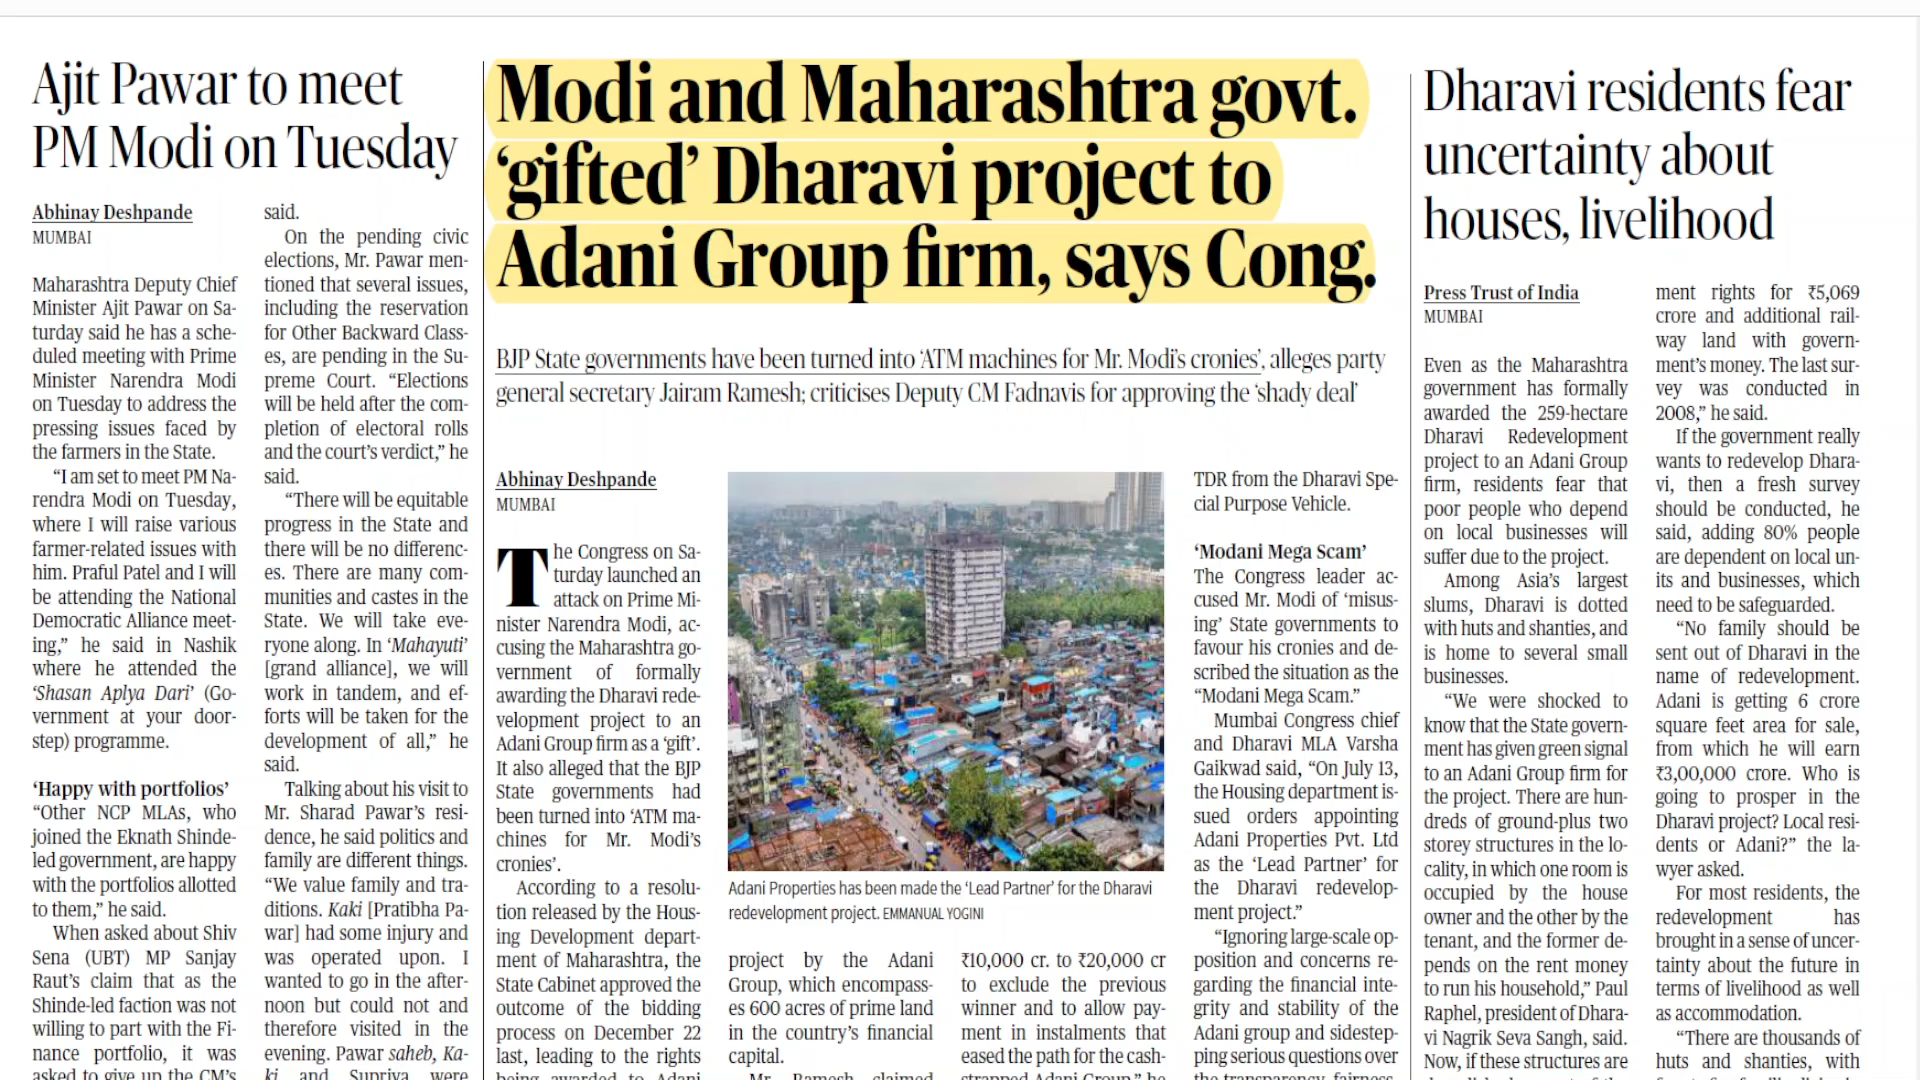 Ajit Pawar to meet
PM Modi on Tuesday
Abhinay Deshpande
MUMBAI
Maharashtra Deputy Chief
Minister Ajit Pawar on Sa-
turday said he has a sche-
duled meeting with Prime
Minister Narendra Modi
on Tuesday to address the
pressing issues faced by
the farmers in the State.
“I am set to meet PM Na-
rendra Modi on Tuesday,
where I will raise various
farmer-related issues with
him. Praful Patel and I will
be attending the National
Democratic Alliance meet-
ing,” he said in Nashik
where he attended the
‘Shasan Aplya Dari’ (Go-
vernment at your door-
step) programme.
‘Happy with portfolios’
“Other NCP MLAs, who
joined the Eknath Shinde-
led government, are happy
with the portfolios allotted
to them,” he said.
When asked about Shiv
Sena (UBT) MP Sanjay
Raut’s claim that as the
Shinde-led faction was not
willing to part with the Fi-
nance portfolio, it was
asked to give up the CM’s
said.
On the pending civic
elections, Mr. Pawar men-
tioned that several issues,
including the reservation
for Other Backward Class-
es, are pending in the Su-
preme Court. “Elections
will be held after the com-
pletion of electoral rolls
and the court’s verdict,” he
said.
“There will be equitable
progress in the State and
there will be no differenc-
es. There are many com-
munities and castes in the
State. We will take eve-
ryone along. In ‘Mahayuti’
[grand alliance], we will
work in tandem, and ef-
forts will be taken for the
development of all,” he
said.
Talking about his visit to
Mr. Sharad Pawar’s resi-
dence, he said politics and
family are different things.
“We value family and tra-
ditions. Kaki [Pratibha Pa-
war] had some injury and
was operated upon. I
wanted to go in the after-
noon but could not and
therefore visited in the
evening. Pawar saheb, Ka-
ki and Supriya were
Modi and Maharashtra govt.
‘gifted’ Dharavi project to
Adani Group firm, says Cong.
BJP State governments have been turned into ‘ATM machines for Mr. Modi’s cronies’, alleges party
general secretary Jairam Ramesh; criticises Deputy CM Fadnavis for approving the ‘shady deal’
Abhinay Deshpande
MUMBAI
The Congress on Sa-
turday launched an
attack on Prime Mi-
nister Narendra Modi, ac-
cusing the Maharashtra go-
vernment of formally
awarding the Dharavi rede-
velopment project to an
Adani Group firm as a ‘gift’.
It also alleged that the BJP
State governments had
been turned into ‘ATM ma-
chines for Mr. Modi’s
cronies’.
According to a resolu-
tion released by the Hous-
ing Development depart-
ment of Maharashtra, the
State Cabinet approved the
outcome of the bidding
process on December 22
last, leading to the rights
being awarded to Adani
Adani Properties has been made the ‘Lead Partner’ for the Dharavi
redevelopment project. EMMANUAL YOGINI
project by the Adani
Group, which encompass-
es 600 acres of prime land
in the country’s financial
capital.
Mr. Ramesh claimed
₹10,000 cr. to ₹20,000 cr
to exclude the previous
winner and to allow pay-
ment in instalments that
eased the path for the cash-
strapped Adani Group,” he
TDR from the Dharavi Spe-
cial Purpose Vehicle.
‘Modani Mega Scam’
The Congress leader ac-
cused Mr. Modi of ‘misus-
ing’ State governments to
favour his cronies and de-
scribed the situation as the
“Modani Mega Scam.”
Mumbai Congress chief
and Dharavi MLA Varsha
Gaikwad said, “On July 13,
the Housing department is-
sued orders appointing
Adani Properties Pvt. Ltd
as the ‘Lead Partner’ for
the Dharavi redevelop-
ment project.”
“Ignoring large-scale op-
position and concerns re-
garding the financial inte-
grity and stability of the
Adani group and sidestep-
ping serious questions over
the transparency, fairness,
Dharavi residents fear
uncertainty about
houses, livelihood
Press Trust of India
MUMBAI
Even as the Maharashtra
government has formally
awarded the 259-hectare
Dharavi Redevelopment
project to an Adani Group
firm, residents fear that
poor people who depend
on local businesses will
suffer due to the project.
Among Asia’s largest
slums, Dharavi is dotted
with huts and shanties, and
is home to several small
businesses.
“We were shocked to
know that the State govern-
ment has given green signal
to an Adani Group firm for
the project. There are hun-
dreds of ground-plus two
storey structures in the lo-
cality, in which one room is
occupied by the house
owner and the other by the
tenant, and the former de-
pends on the rent money
to run his household,” Paul
Raphel, president of Dhara-
vi Nagrik Seva Sangh, said.
Now, if these structures are
ment rights for ₹5,069
crore and additional rail-
way land with govern-
ment’s money. The last sur-
vey was conducted in
2008,” he said.
If the government really
wants to redevelop Dhara-
vi, then a fresh survey
should be conducted, he
said, adding 80% people
are dependent on local un-
its and businesses, which
need to be safeguarded.
“No family should be
sent out of Dharavi in the
name of redevelopment.
Adani is getting 6 crore
square feet area for sale,
from which he will earn
₹3,00,000 crore. Who is
going to prosper in the
Dharavi project? Local resi-
dents or Adani?” the la-
wyer asked.
For most residents, the
redevelopment has
brought in a sense of uncer-
tainty about the future in
terms of livelihood as well
as accommodation.
“There are thousands of
huts and shanties, with